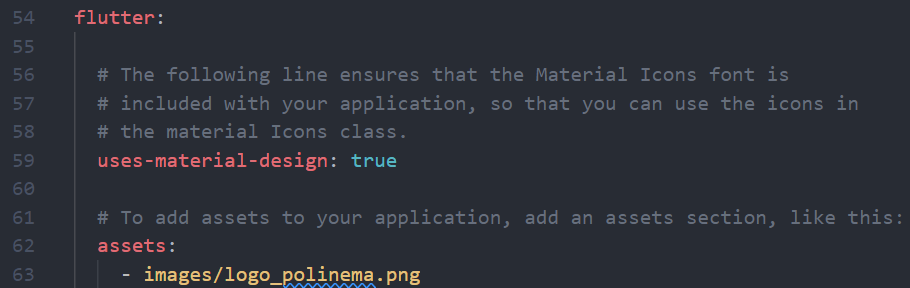 54 flutter:
55
56 # The following line ensures that the Material Icons font is
57 # included with your application, so that you can use the icons in
58 # the material Icons class.
59 uses-material-design: true
60
61 # To add assets to your application, add an assets section, like this:
62 assets:
63 - images/logo_polinema.png